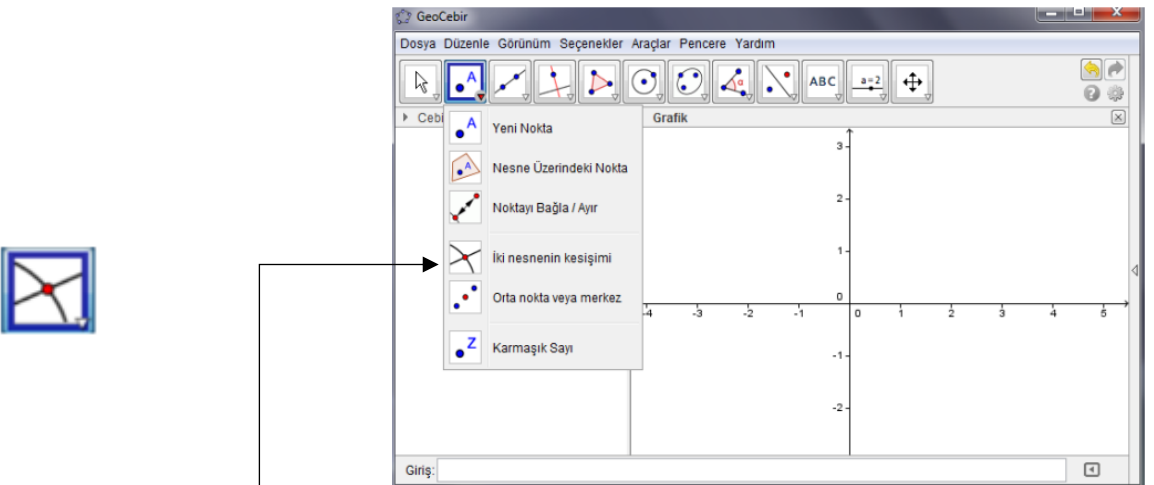 GeoCebir
Dosya Düzenle Görünüm Seçenekler Araçlar Pencere Yardım
A ABC a=2
Cebi Grafik
A Yeni Nokta
A Nesne Üzerindeki Nokta
Noktayı Bağla / Ayır
İki nesnenin kesişimi
Orta nokta veya merkez
Z Karmaşık Sayı
3
2
1
0
-4 -3 -2 -1 0 1 2 3 4 5
-1
-2
Giriş: